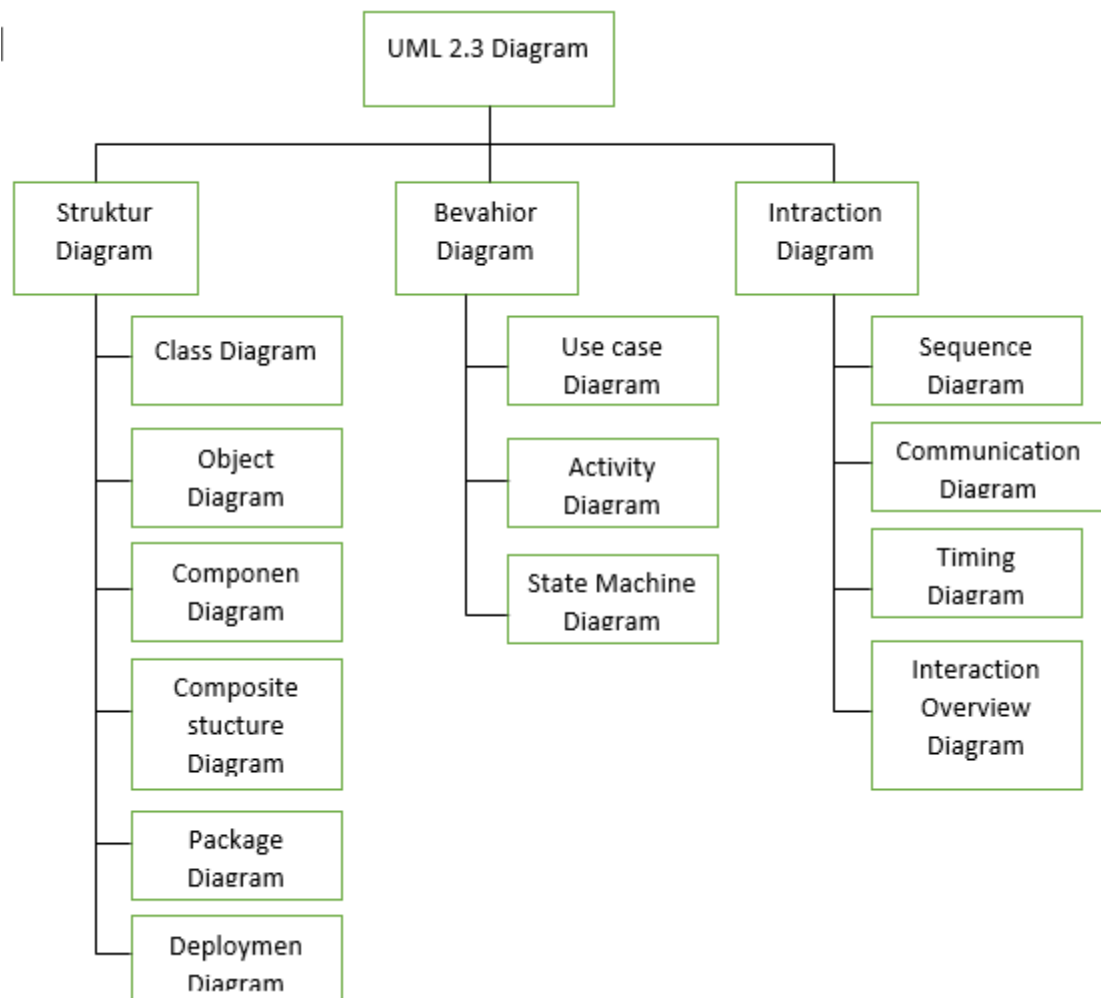 UML 2.3 Diagram
Struktur
Diagram
Bevahior
Diagram
Intraction
Diagram
Class Diagram
Object
Diagram
Componen
Diagram
Composite
stucture
Diagram
Package
Diagram
Deploymen
Diagram
Use case
Diagram
Activity
Diagram
State Machine
Diagram
Sequence
Diagram
Communication
Diagram
Timing
Diagram
Interaction
Overview
Diagram